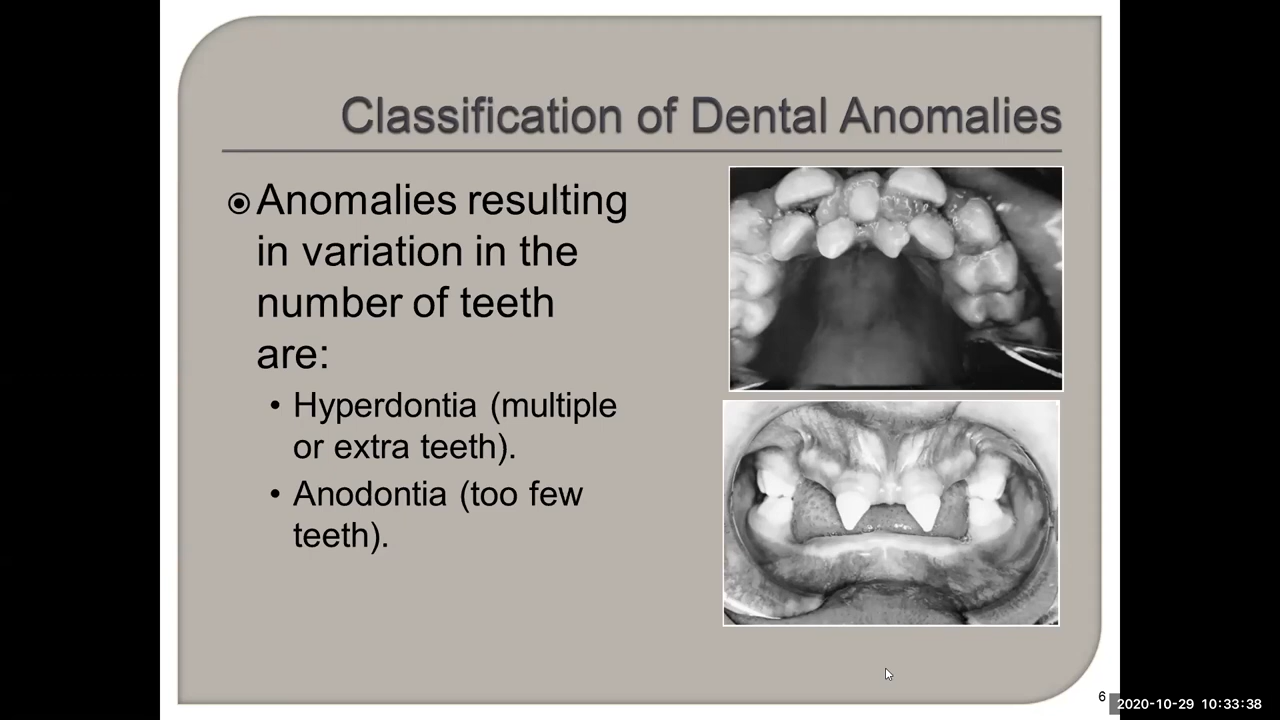 Classification of Dental Anomalies
Anomalies resulting
in variation in the
number of teeth
are:
• Hyperdontia (multiple
or extra teeth).
• Anodontia (too few
teeth).
6
2020-10-29 10:33:38